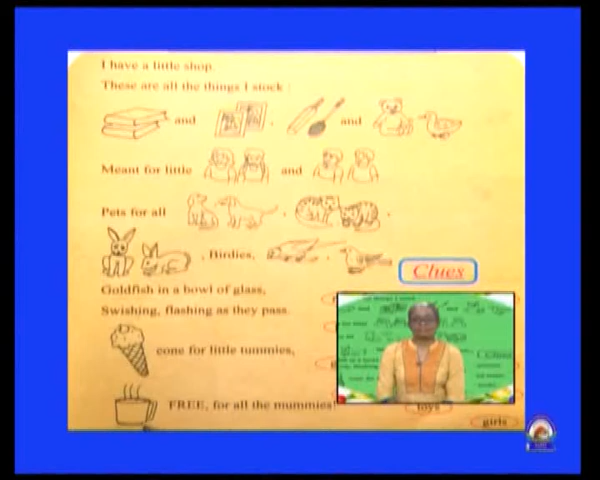 I have a little shop.
These are all the things I stock :
and , and
Meant for little and
Pets for all , .
. Birdies, ,
Clues
Goldfish in a bowl of glass,
Swishing, flashing as they pass.
cone for little tummies,
FREE, for all the mummies!
toys
girls